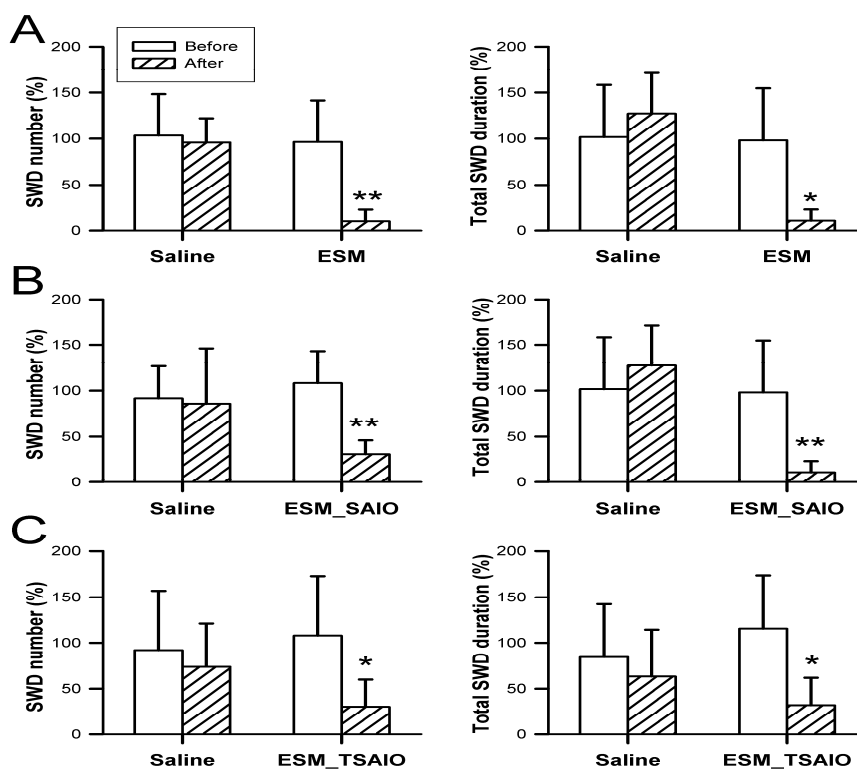 A
Before
After
SWD number (%)
200
150
100
50
0
**
Saline
ESM
Total SWD duration (%)
200
150
100
50
0
*
Saline
ESM
B
SWD number (%)
200
150
100
50
0
**
Saline
ESM_SAIO
Total SWD duration (%)
200
150
100
50
0
**
Saline
ESM_SAIO
C
SWD number (%)
200
150
100
50
0
*
Saline
ESM_TSAIO
Total SWD duration (%)
200
150
100
50
0
*
Saline
ESM_TSAIO